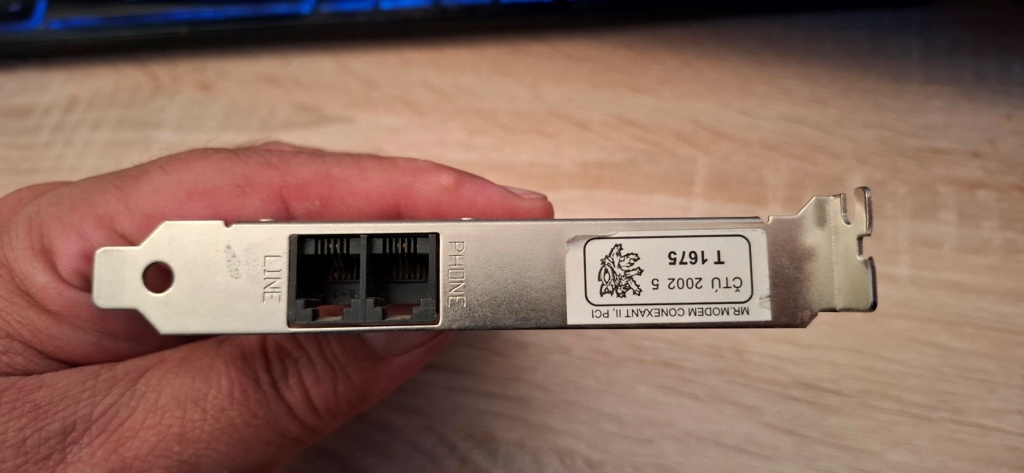 LINE
PHONE
MR.MODEM CONEXANT II, PCI
ČTÚ 2002 5
T 1675